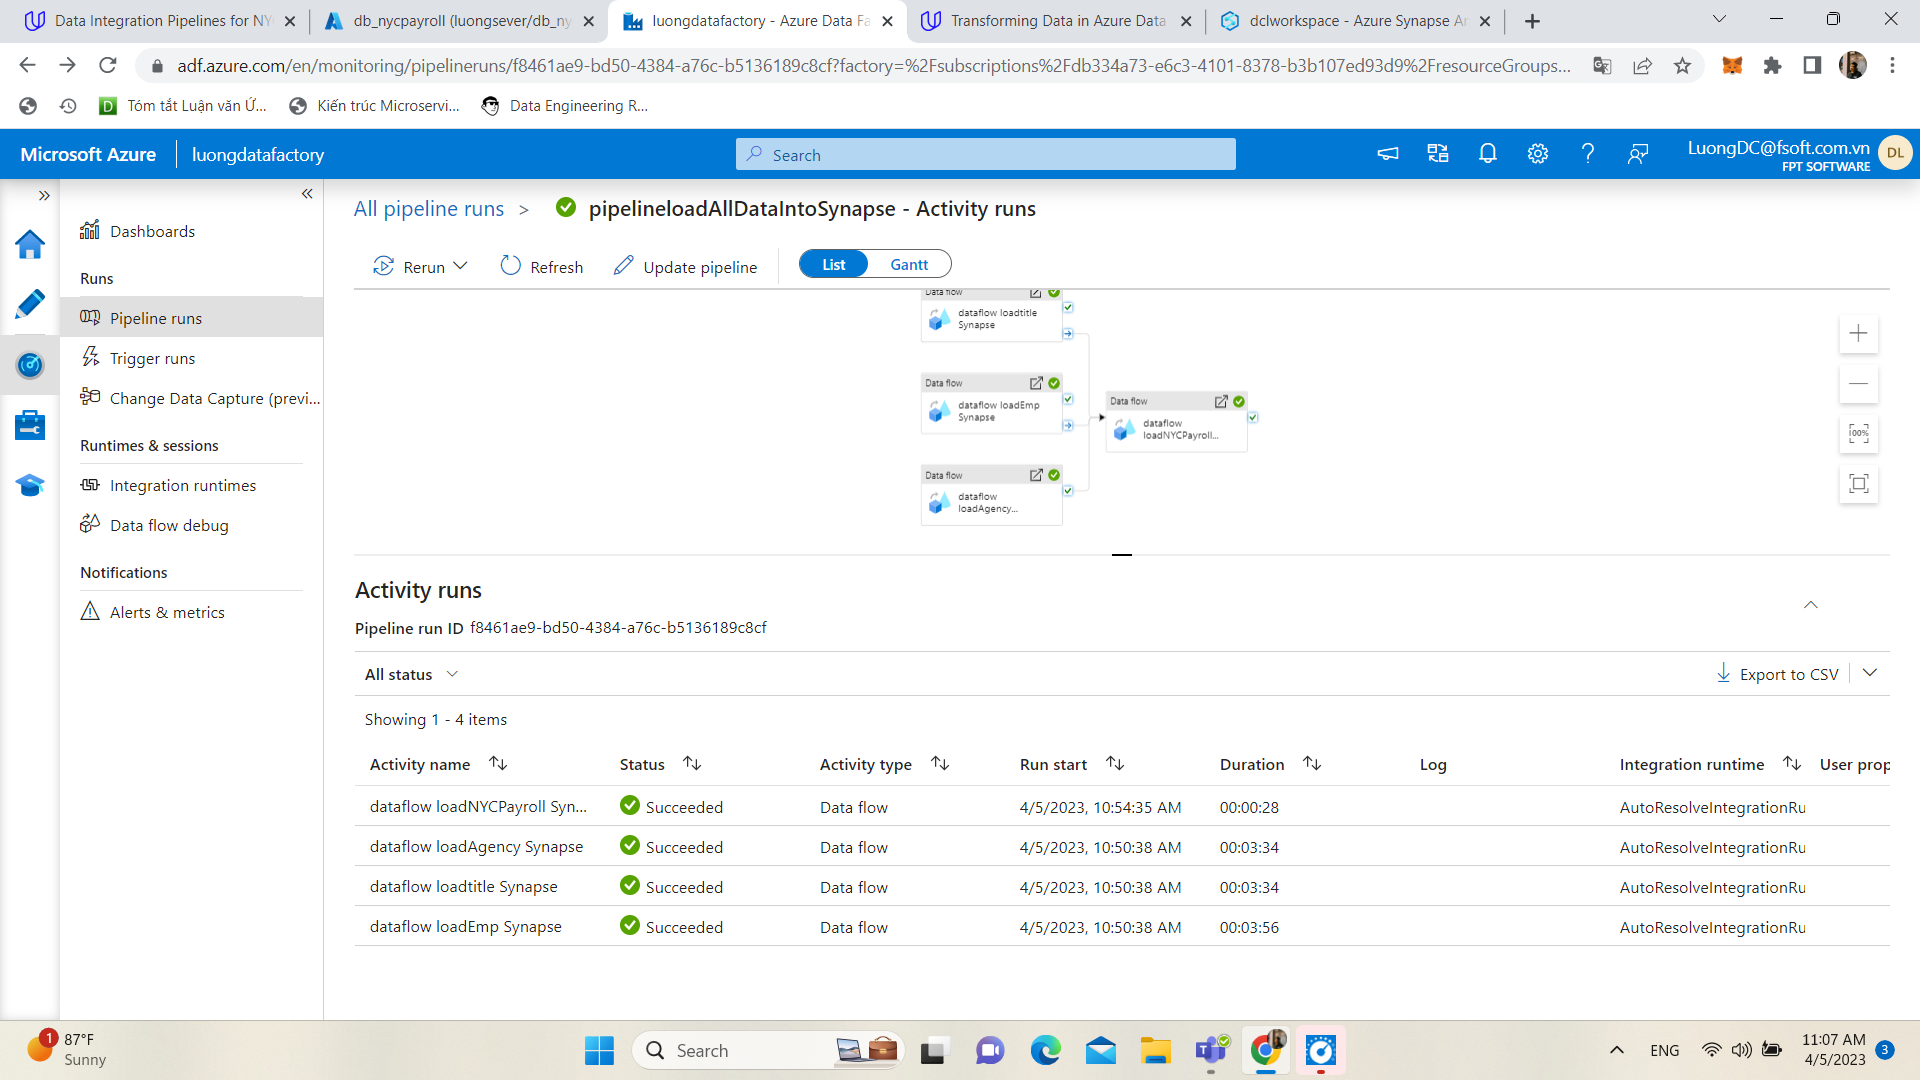 Data Integration Pipelines for NY
db_nycpayroll (luongsever/db_ny
luongdatafactory - Azure Data Fa
Transforming Data in Azure Data
dclworkspace - Azure Synapse An
adf.azure.com/en/monitoring/pipelineruns/f8461ae9-bd50-4384-a76c-b5136189c8cf?factory=%2Fsubscriptions%2Fdb334a73-e6c3-4101-8378-b3b107ed93d9%2FresourceGroups...
Tóm tắt Luận văn Ứ...
Kiến trúc Microservi...
Data Engineering R...
Microsoft Azure
luongdatafactory
Search
LuongDC@fsoft.com.vn
FPT SOFTWARE
DL
Dashboards
Runs
Pipeline runs
Trigger runs
Change Data Capture (previ...
Runtimes & sessions
Integration runtimes
Data flow debug
Notifications
Alerts & metrics
All pipeline runs > pipelineloadAllDataIntoSynapse - Activity runs
Rerun
Refresh
Update pipeline
List
Gantt
Data flow
dataflow loadtitle
Synapse
Data flow
dataflow loadEmp
Synapse
Data flow
dataflow
loadAgency...
Data flow
dataflow
loadNYCPayroll...
100%
Activity runs
Pipeline run ID f8461ae9-bd50-4384-a76c-b5136189c8cf
All status
Export to CSV
Showing 1 - 4 items
Activity name Status Activity type Run start Duration Log Integration runtime User prop
dataflow loadNYCPayroll Syn... Succeeded Data flow 4/5/2023, 10:54:35 AM 00:00:28 AutoResolveIntegrationRu
dataflow loadAgency Synapse Succeeded Data flow 4/5/2023, 10:50:38 AM 00:03:34 AutoResolveIntegrationRu
dataflow loadtitle Synapse Succeeded Data flow 4/5/2023, 10:50:38 AM 00:03:34 AutoResolveIntegrationRu
dataflow loadEmp Synapse Succeeded Data flow 4/5/2023, 10:50:38 AM 00:03:56 AutoResolveIntegrationRu
1
87°F
Sunny
Search
ENG
11:07 AM
4/5/2023
3